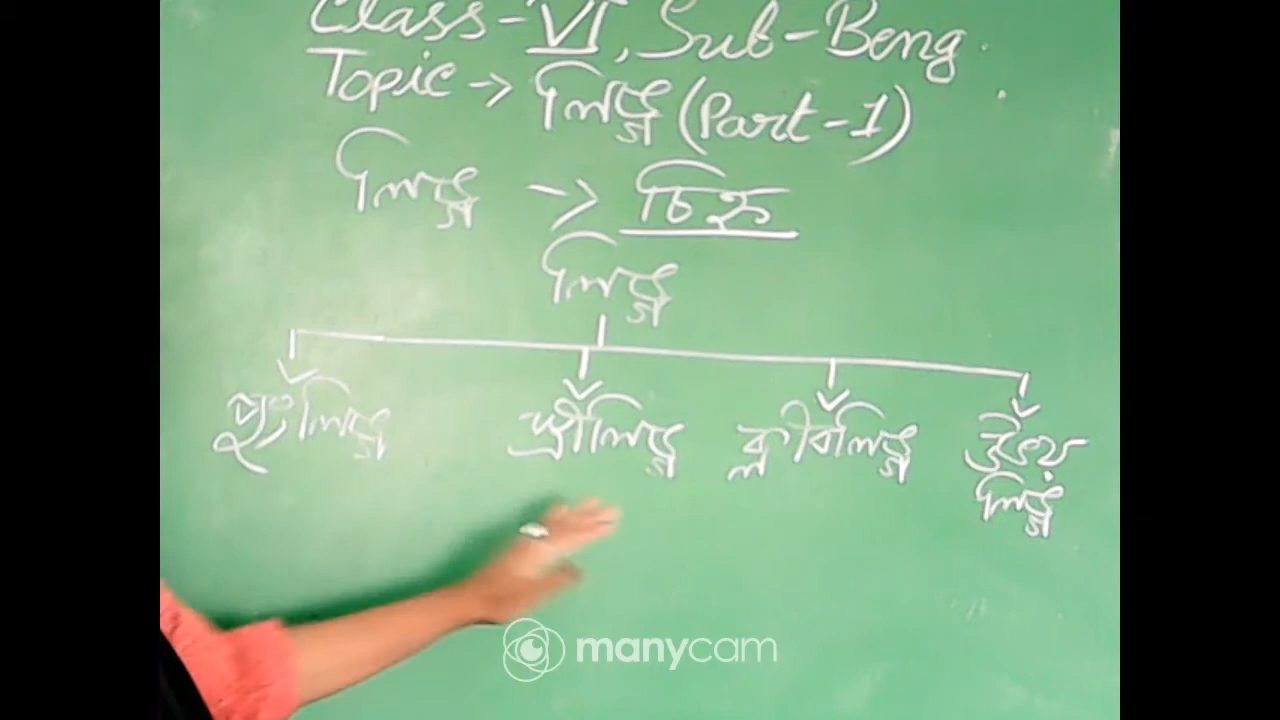 Class-VI, Sub-Beng.
Topic → লিঙ্গ (Part-1)
লিঙ্গ → চিহ্ন
লিঙ্গ
পুংলিঙ্গ স্ত্রীলিঙ্গ ক্লীবলিঙ্গ উভয়
লিঙ্গ
manycam